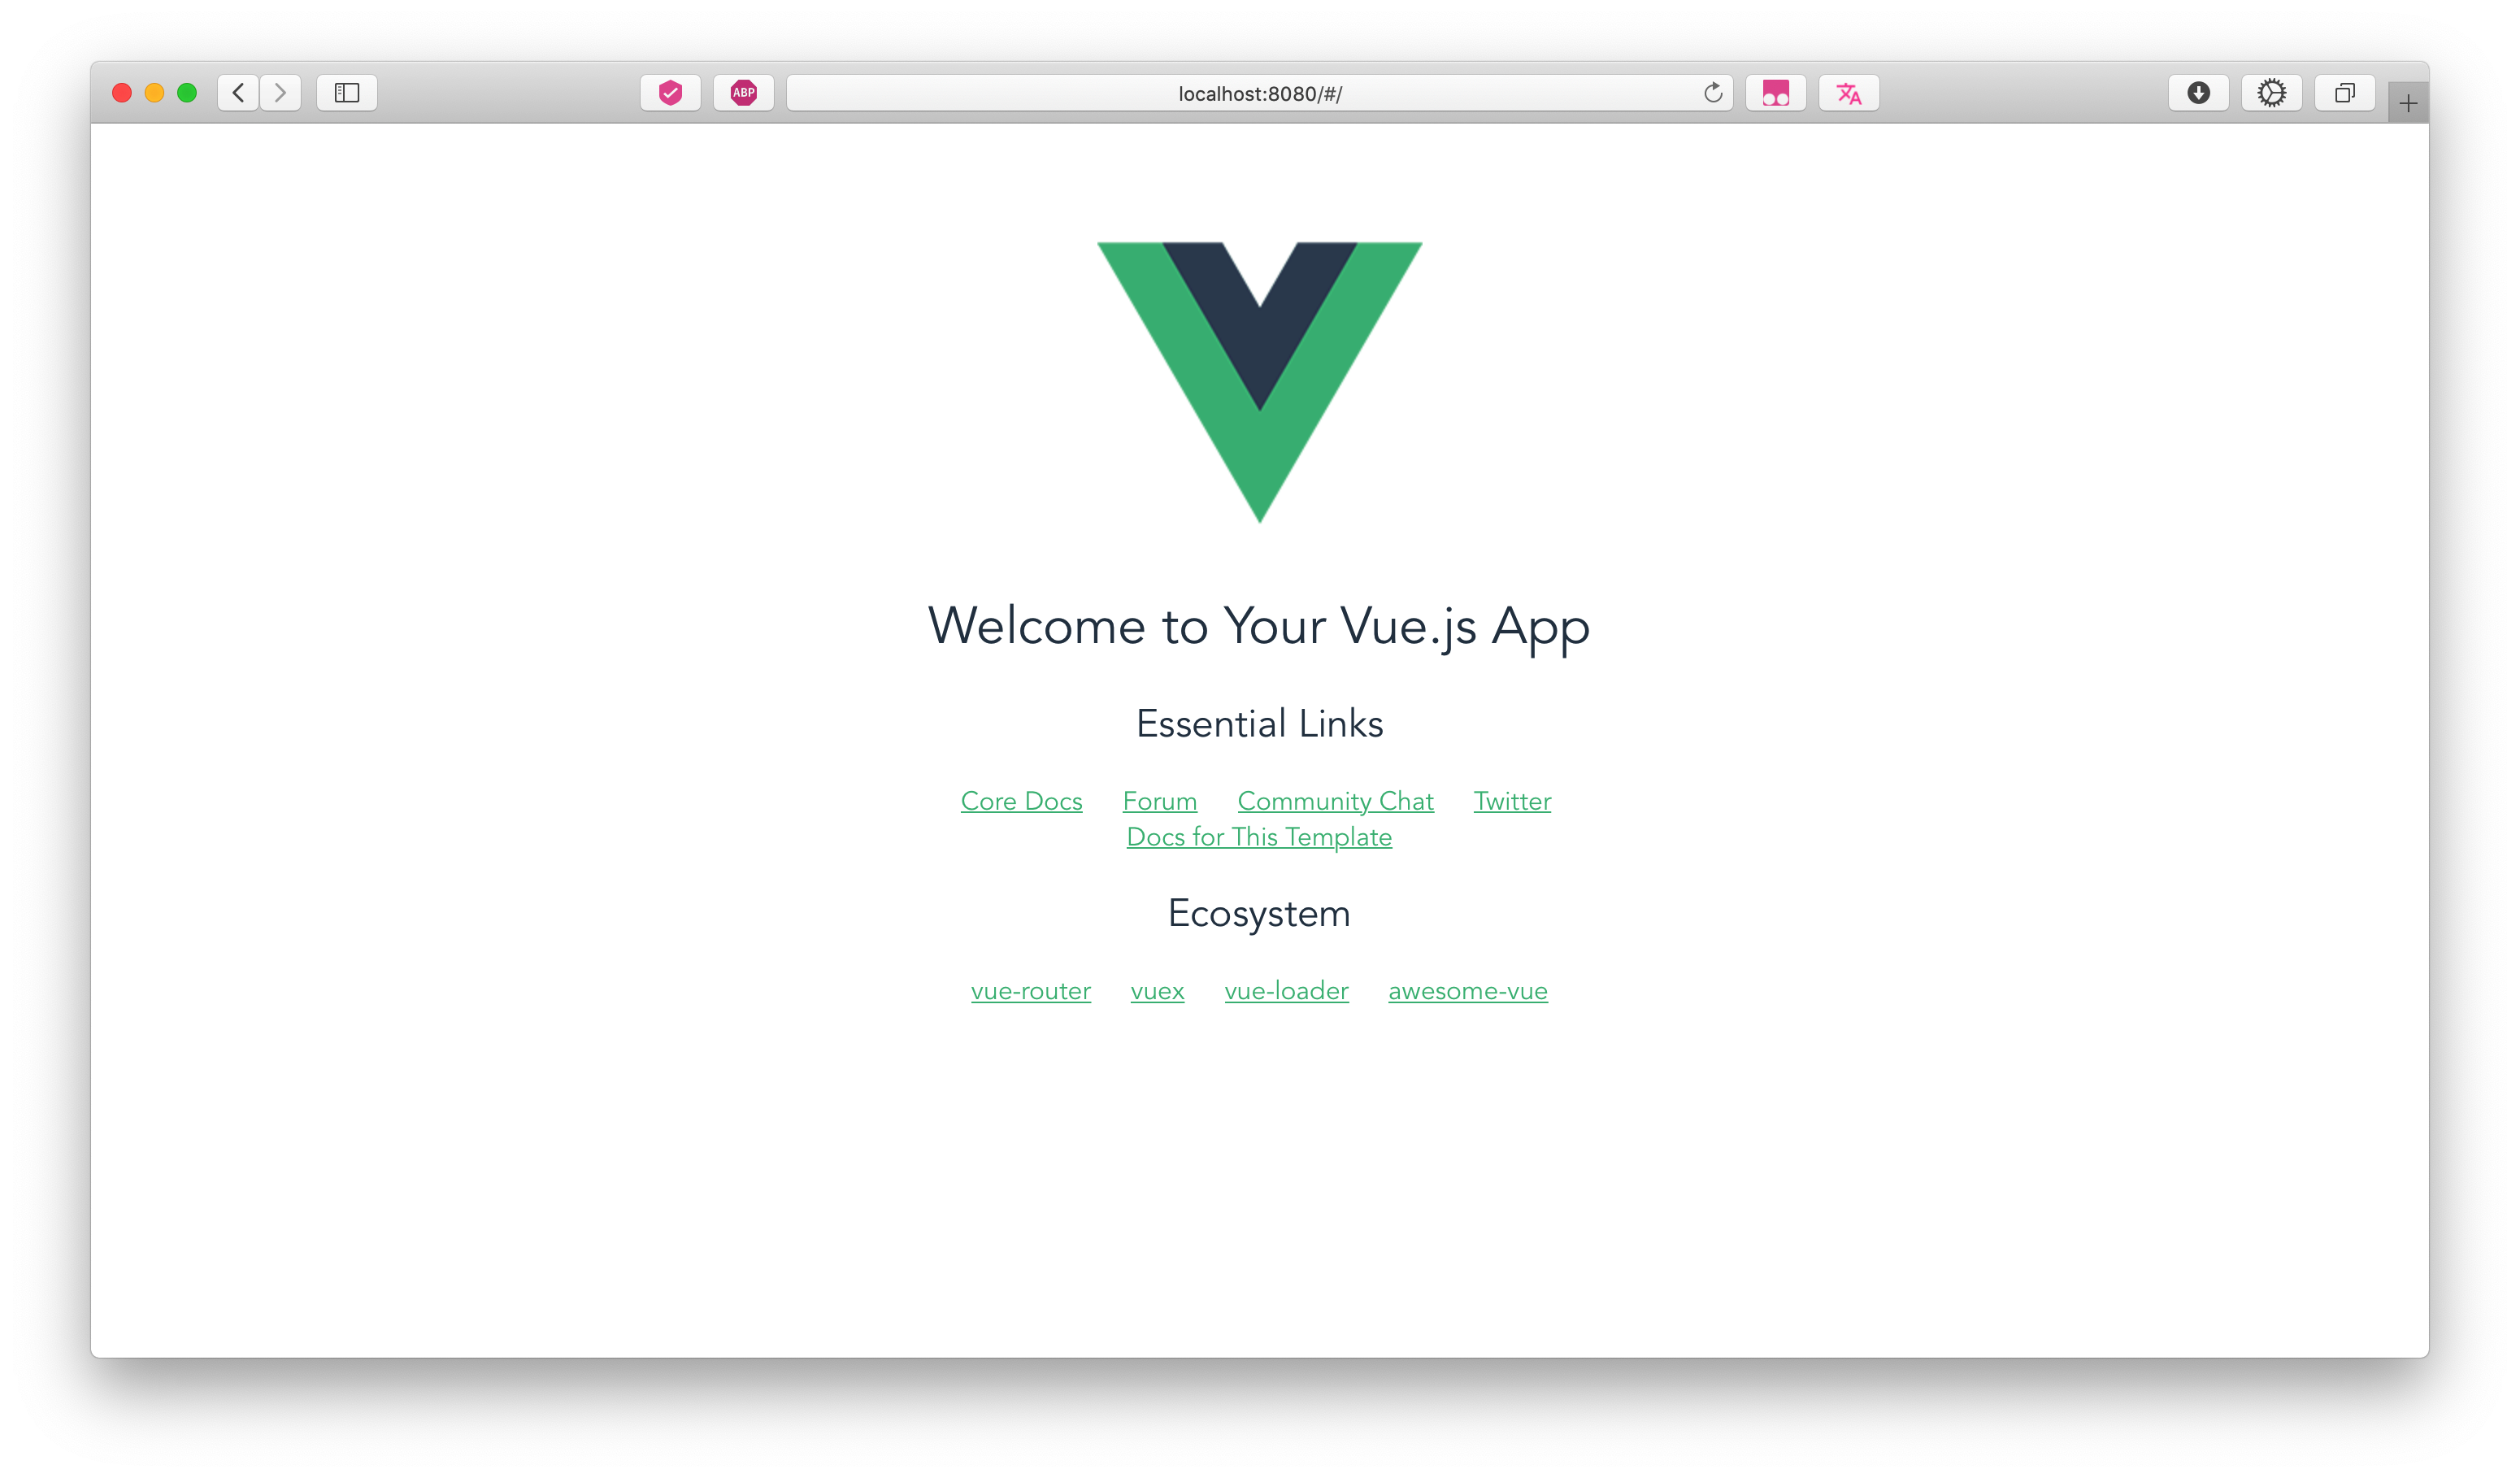 ABP localhost:8080/#/
Welcome to Your Vue.js App
Essential Links
Core Docs Forum Community Chat Twitter
Docs for This Template
Ecosystem
vue-router vuex vue-loader awesome-vue